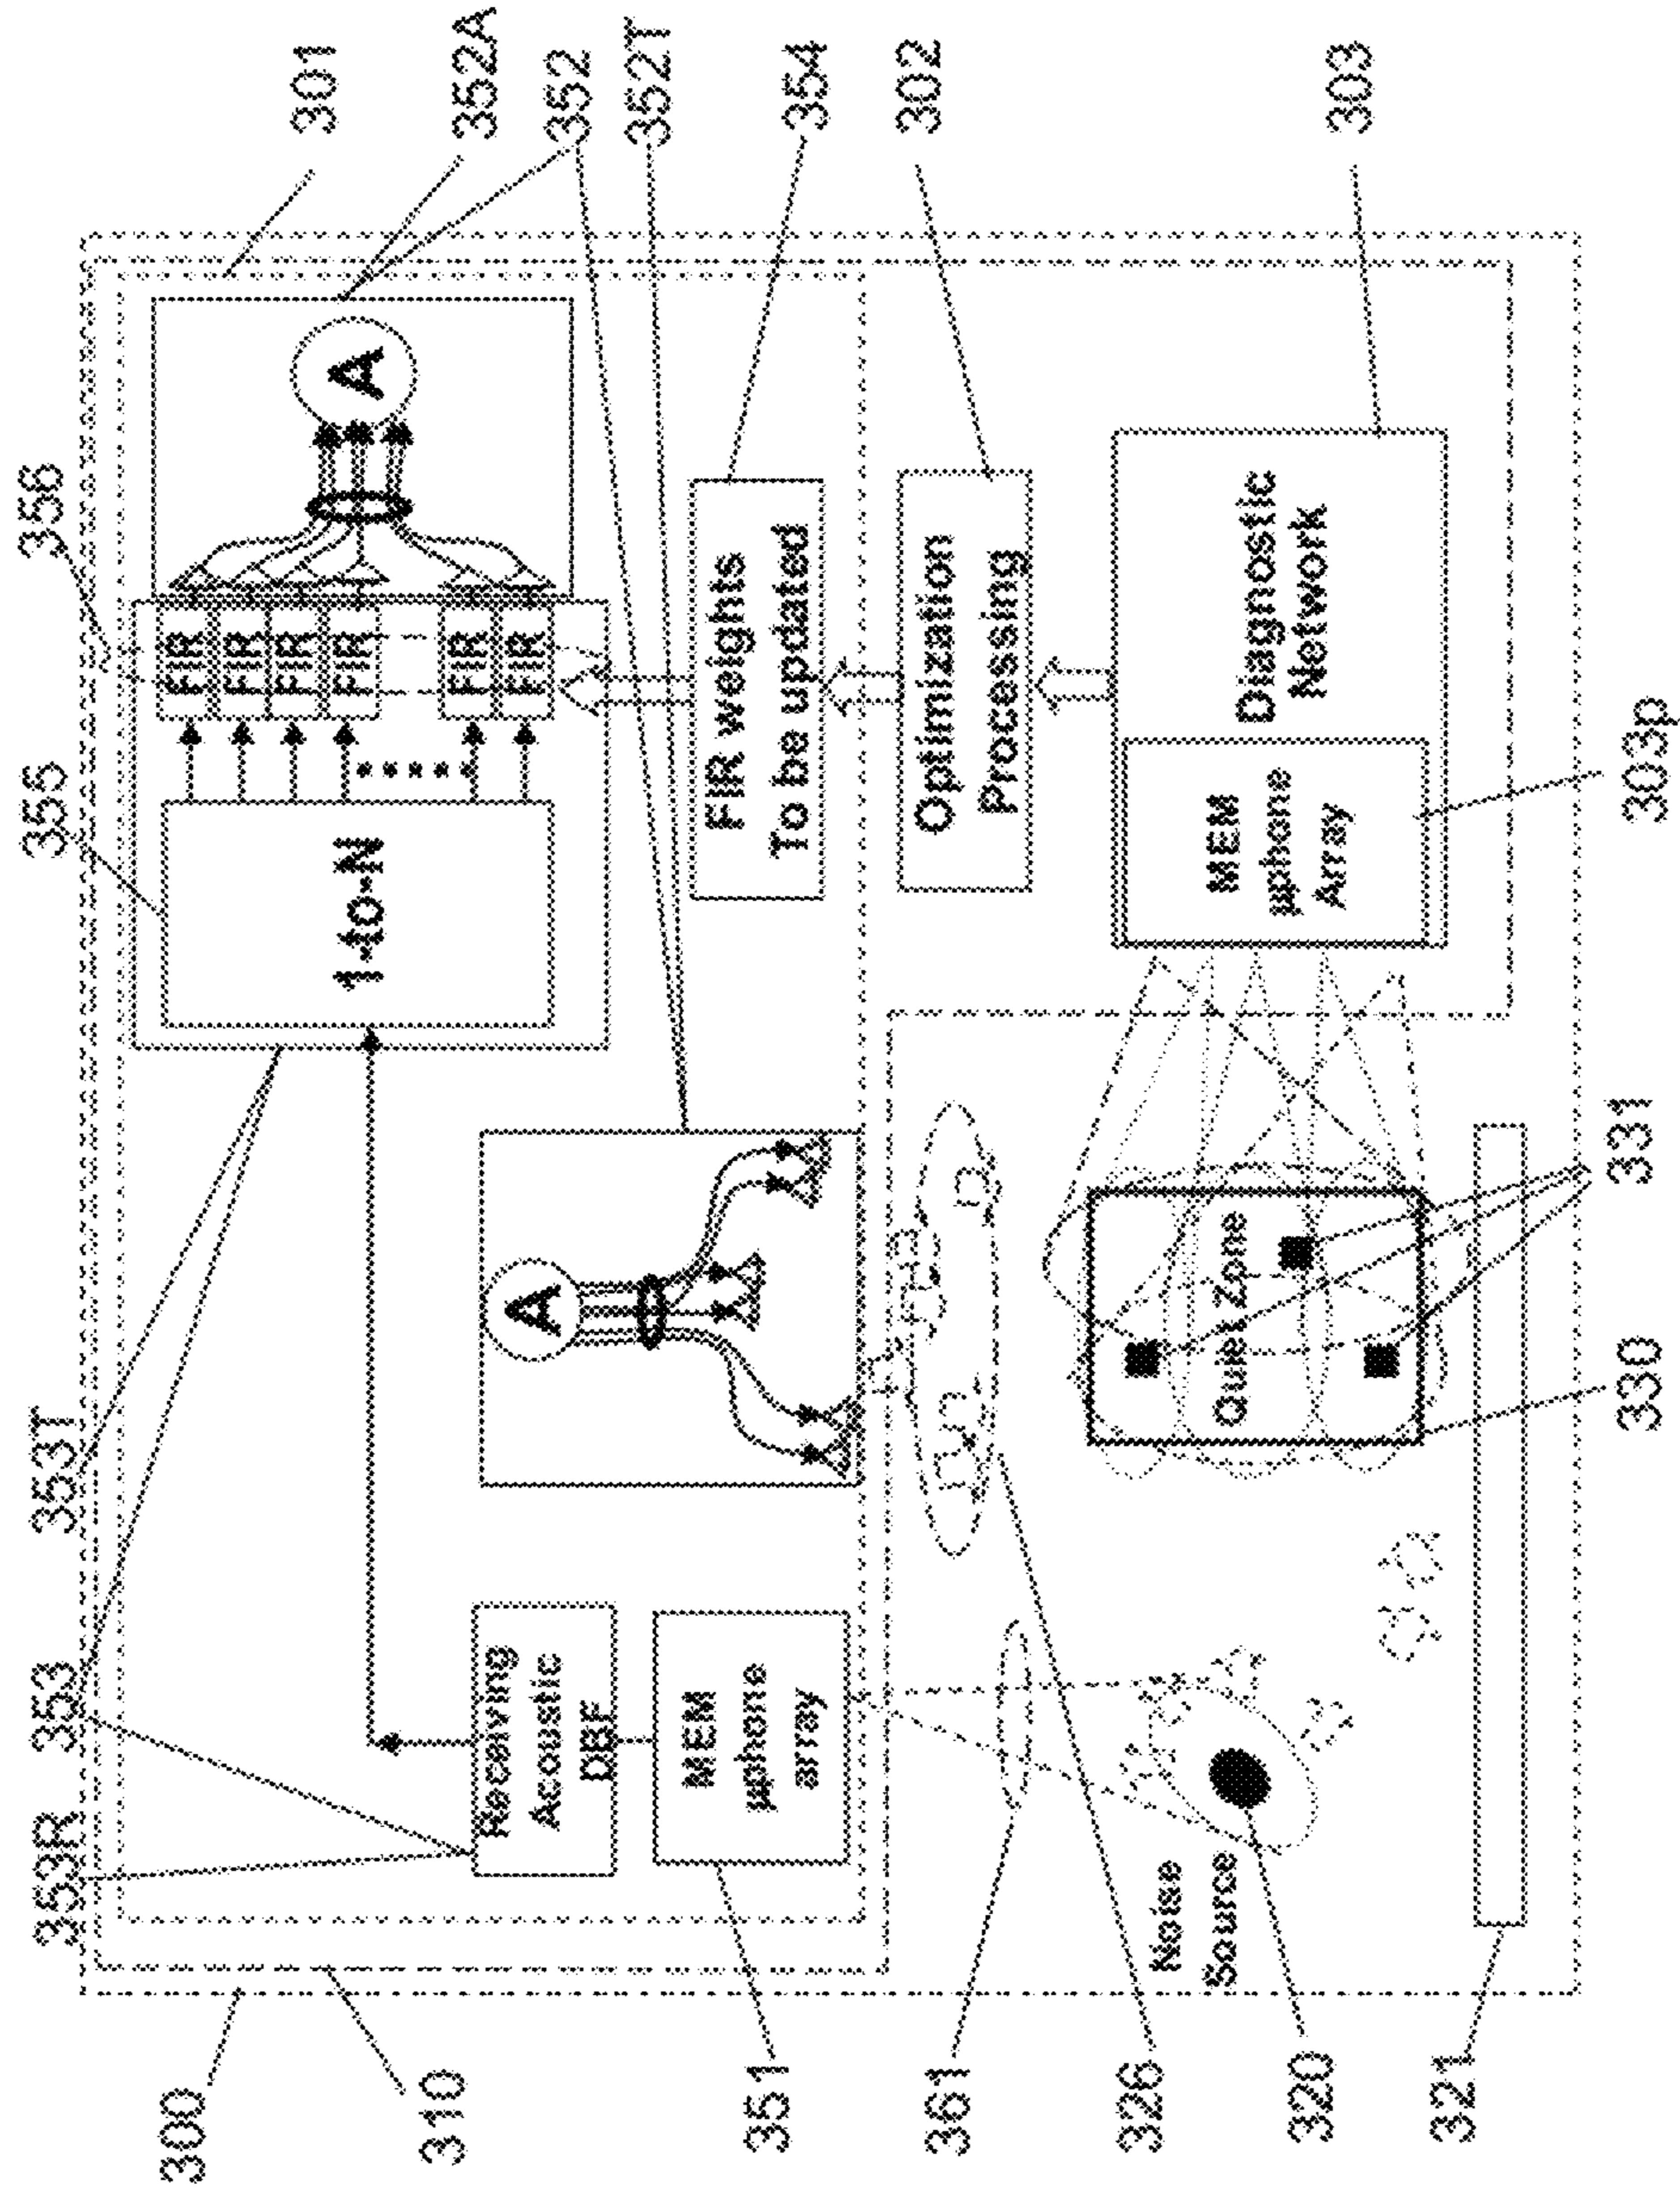 353R
353
353T
355
356
300
301
310
352A
352
352T
354
302
303
FIR
FIR
FIR
FIR
FIR
FIR
1-to-N
A
Receiving
Acoustic
DBF
A
MEM
µphone
array
FIR weights
To be updated
351
Optimization
Processing
361
326
Noise
Source
Quiet Zone
MEM
µphone
Array
Diagnostic
Network
320
321
330
331
303p